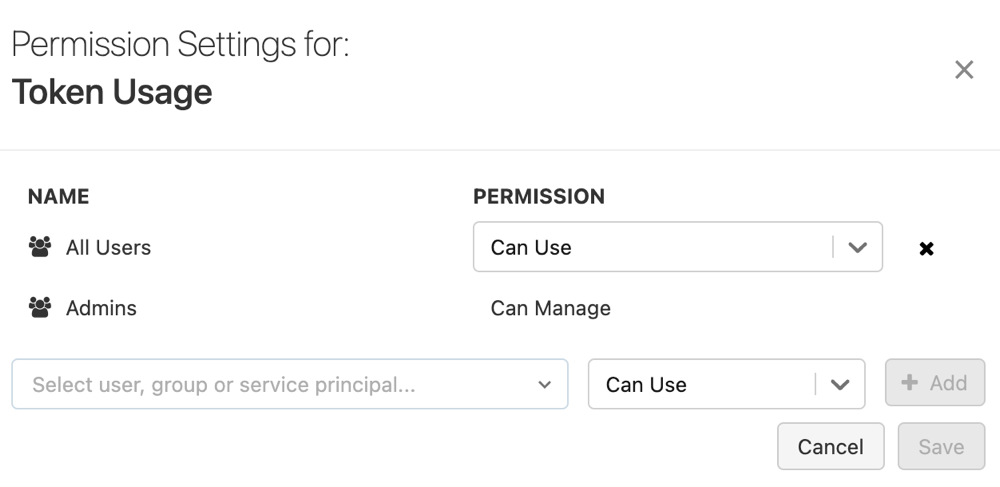 Permission Settings for:
Token Usage
NAME PERMISSION
All Users Can Use
Admins Can Manage
Select user, group or service principal... Can Use + Add
Cancel Save